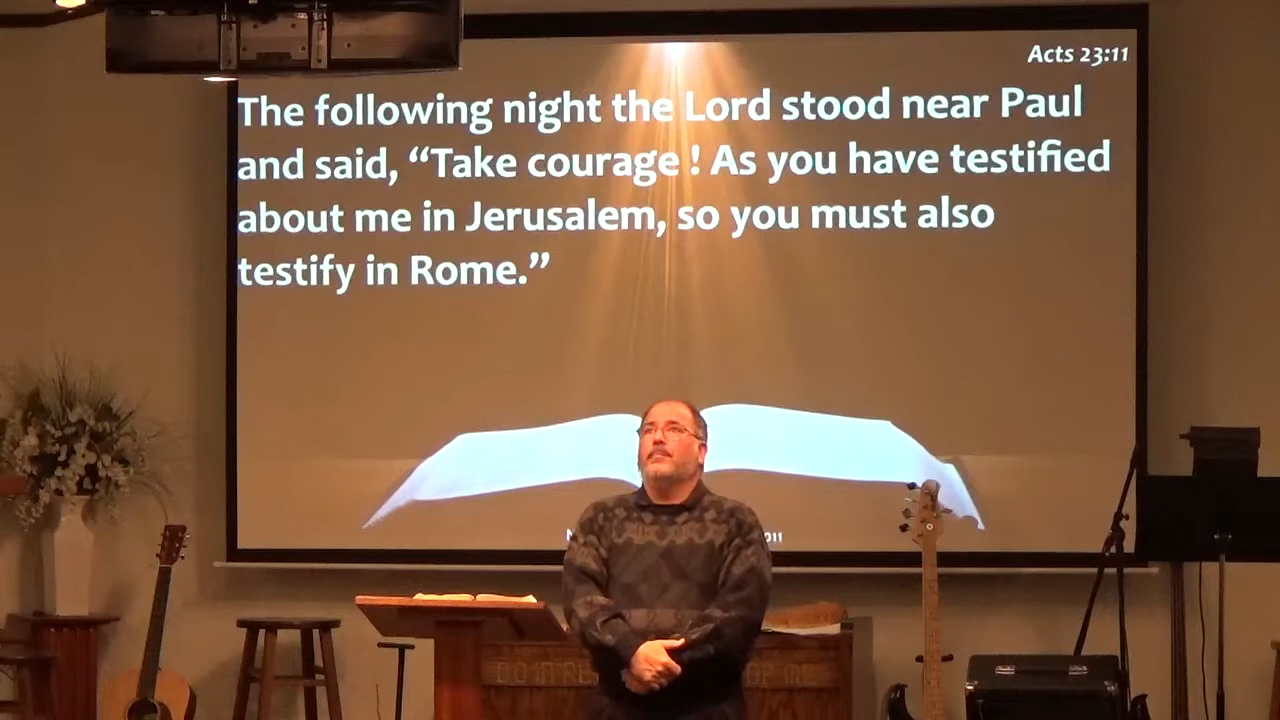 Acts 23:11
The following night the Lord stood near Paul
and said, “Take courage ! As you have testified
about me in Jerusalem, so you must also
testify in Rome.”